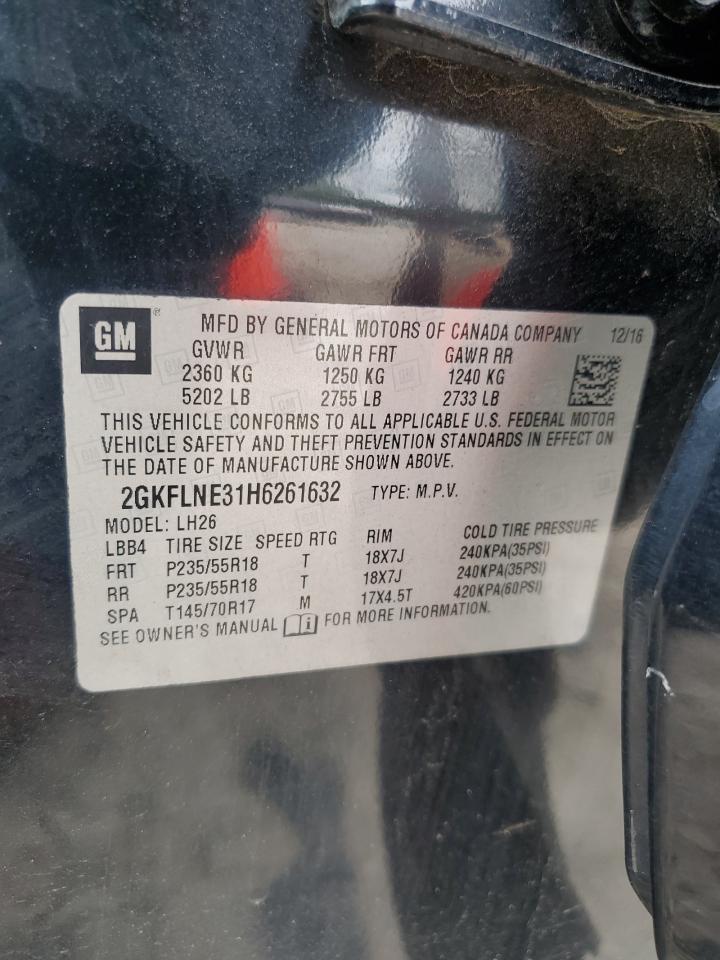 GM®
MFD BY GENERAL MOTORS OF CANADA COMPANY 12/16
GVWR GAWR FRT GAWR RR
2360 KG 1250 KG 1240 KG
5202 LB 2755 LB 2733 LB
THIS VEHICLE CONFORMS TO ALL APPLICABLE U.S. FEDERAL MOTOR
VEHICLE SAFETY AND THEFT PREVENTION STANDARDS IN EFFECT ON
THE DATE OF MANUFACTURE SHOWN ABOVE.
2GKFLNE31H6261632 TYPE: M.P.V.
MODEL: LH26
LBB4 TIRE SIZE SPEED RTG RIM COLD TIRE PRESSURE
FRT P235/55R18 T 18X7J 240KPA(35PSI)
RR P235/55R18 T 18X7J 240KPA(35PSI)
SPA T145/70R17 M 17X4.5T 420KPA(60PSI)
SEE OWNER'S MANUAL FOR MORE INFORMATION.